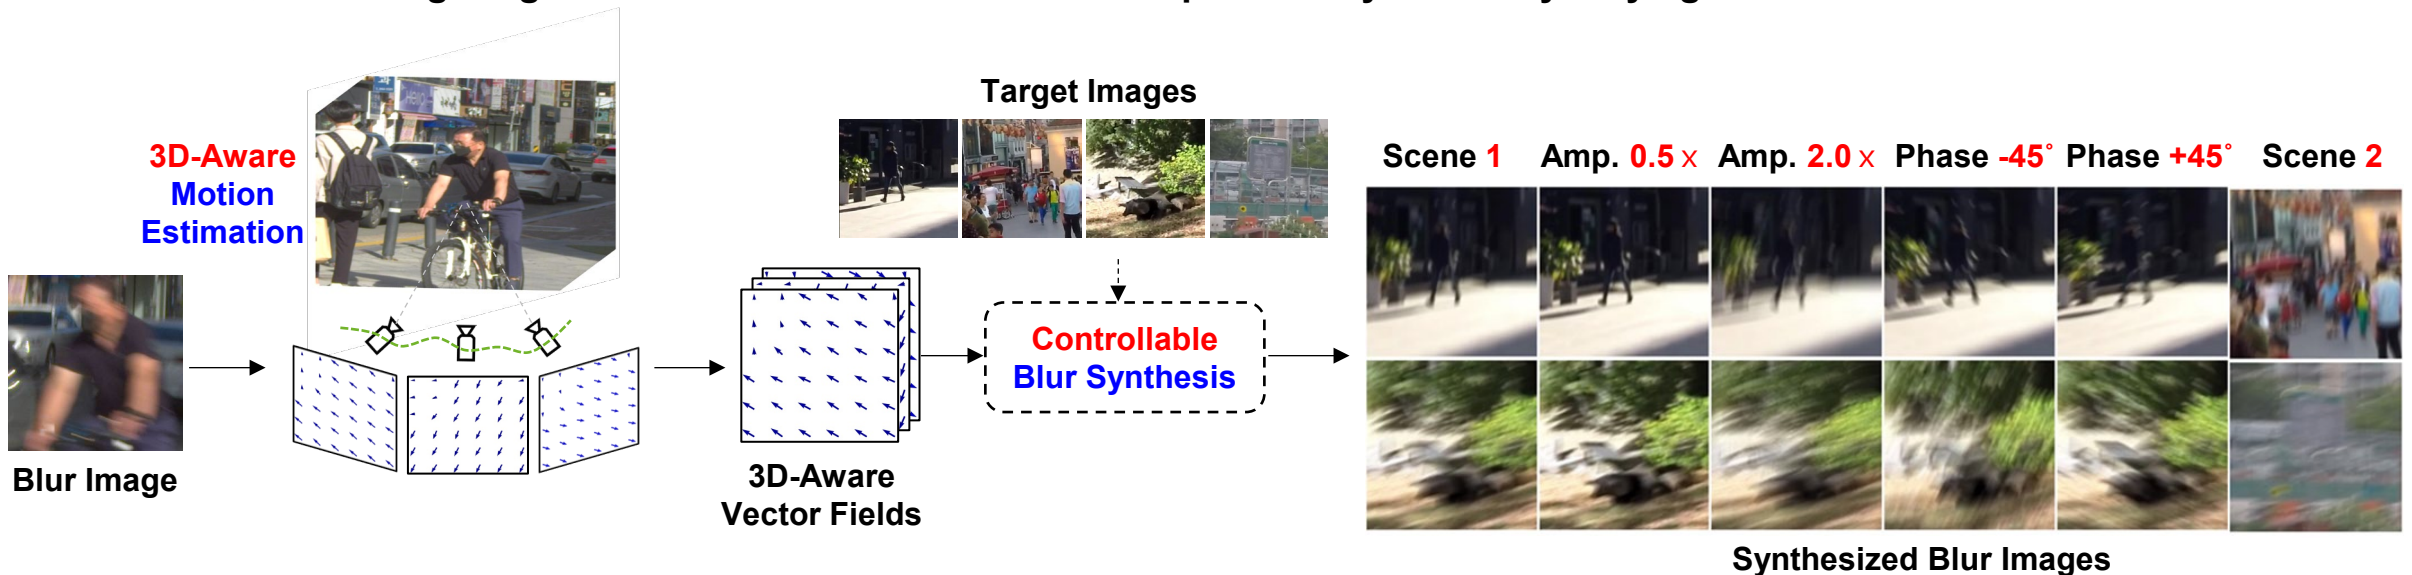 Target Images
3D-Aware
Motion
Estimation
Scene 1
Amp. 0.5 x
Amp. 2.0 x
Phase -45°
Phase +45°
Scene 2
Controllable
Blur Synthesis
Blur Image
3D-Aware
Vector Fields
Synthesized Blur Images